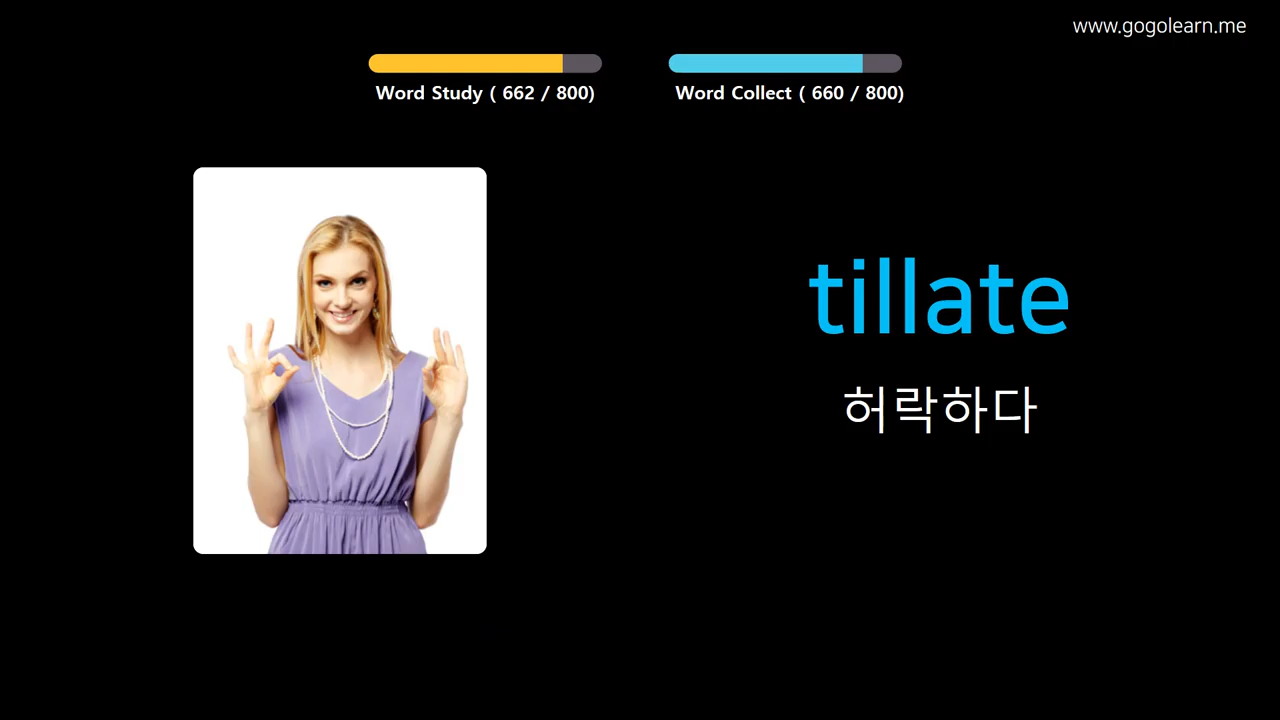 www.gogolearn.me
Word Study ( 662 / 800)
Word Collect ( 660 / 800)
tillate
허락하다